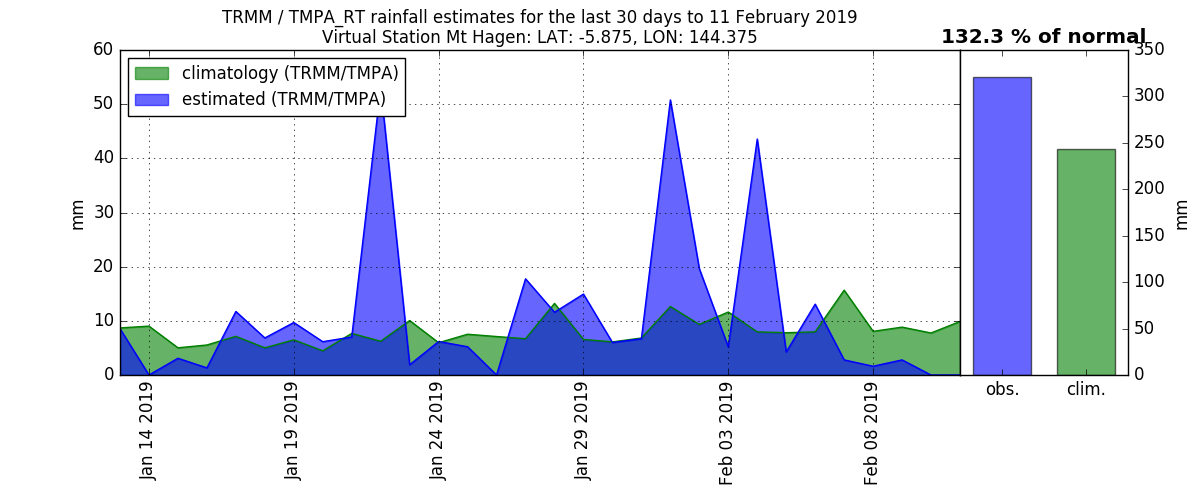 TRMM / TMPA_RT rainfall estimates for the last 30 days to 11 February 2019
Virtual Station Mt Hagen: LAT: -5.875, LON: 144.375
132.3 % of normal
climatology (TRMM/TMPA)
estimated (TRMM/TMPA)
60
50
40
30
20
10
0
mm
Jan 14 2019
Jan 19 2019
Jan 24 2019
Jan 29 2019
Feb 03 2019
Feb 08 2019
350
300
250
200
150
100
50
0
mm
obs.
clim.